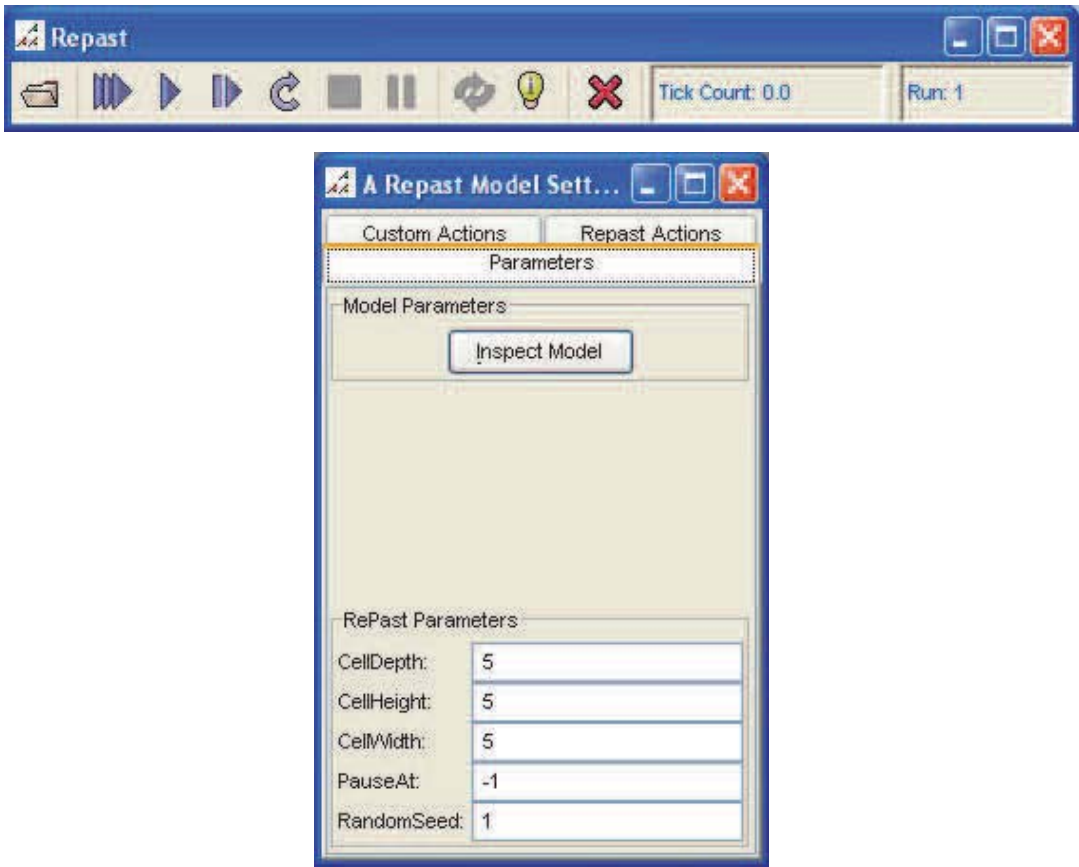 Repast
Tick Count: 0.0
Run: 1
A Repast Model Sett...
Custom Actions
Repast Actions
Parameters
Model Parameters
Inspect Model
RePast Parameters
CellDepth: 5
CellHeight: 5
CellWidth: 5
PauseAt: -1
RandomSeed: 1